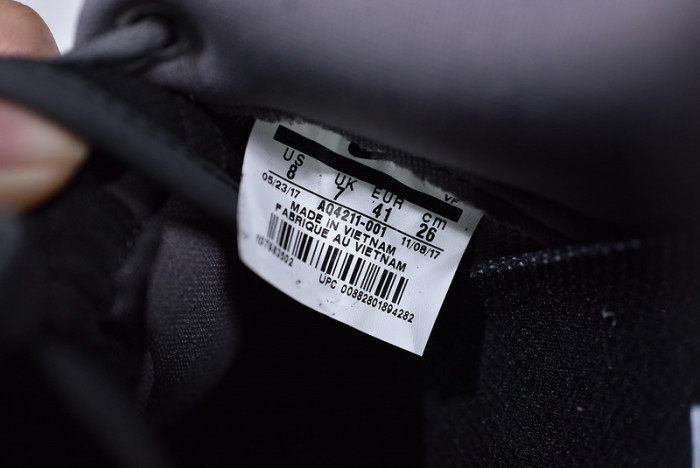 US UK EUR cm
8 7 41 26
05/23/17 AQ4211-001 11/08/17
MADE IN VIETNAM
FABRIQUE AU VIETNAM
UPC 00882801894282